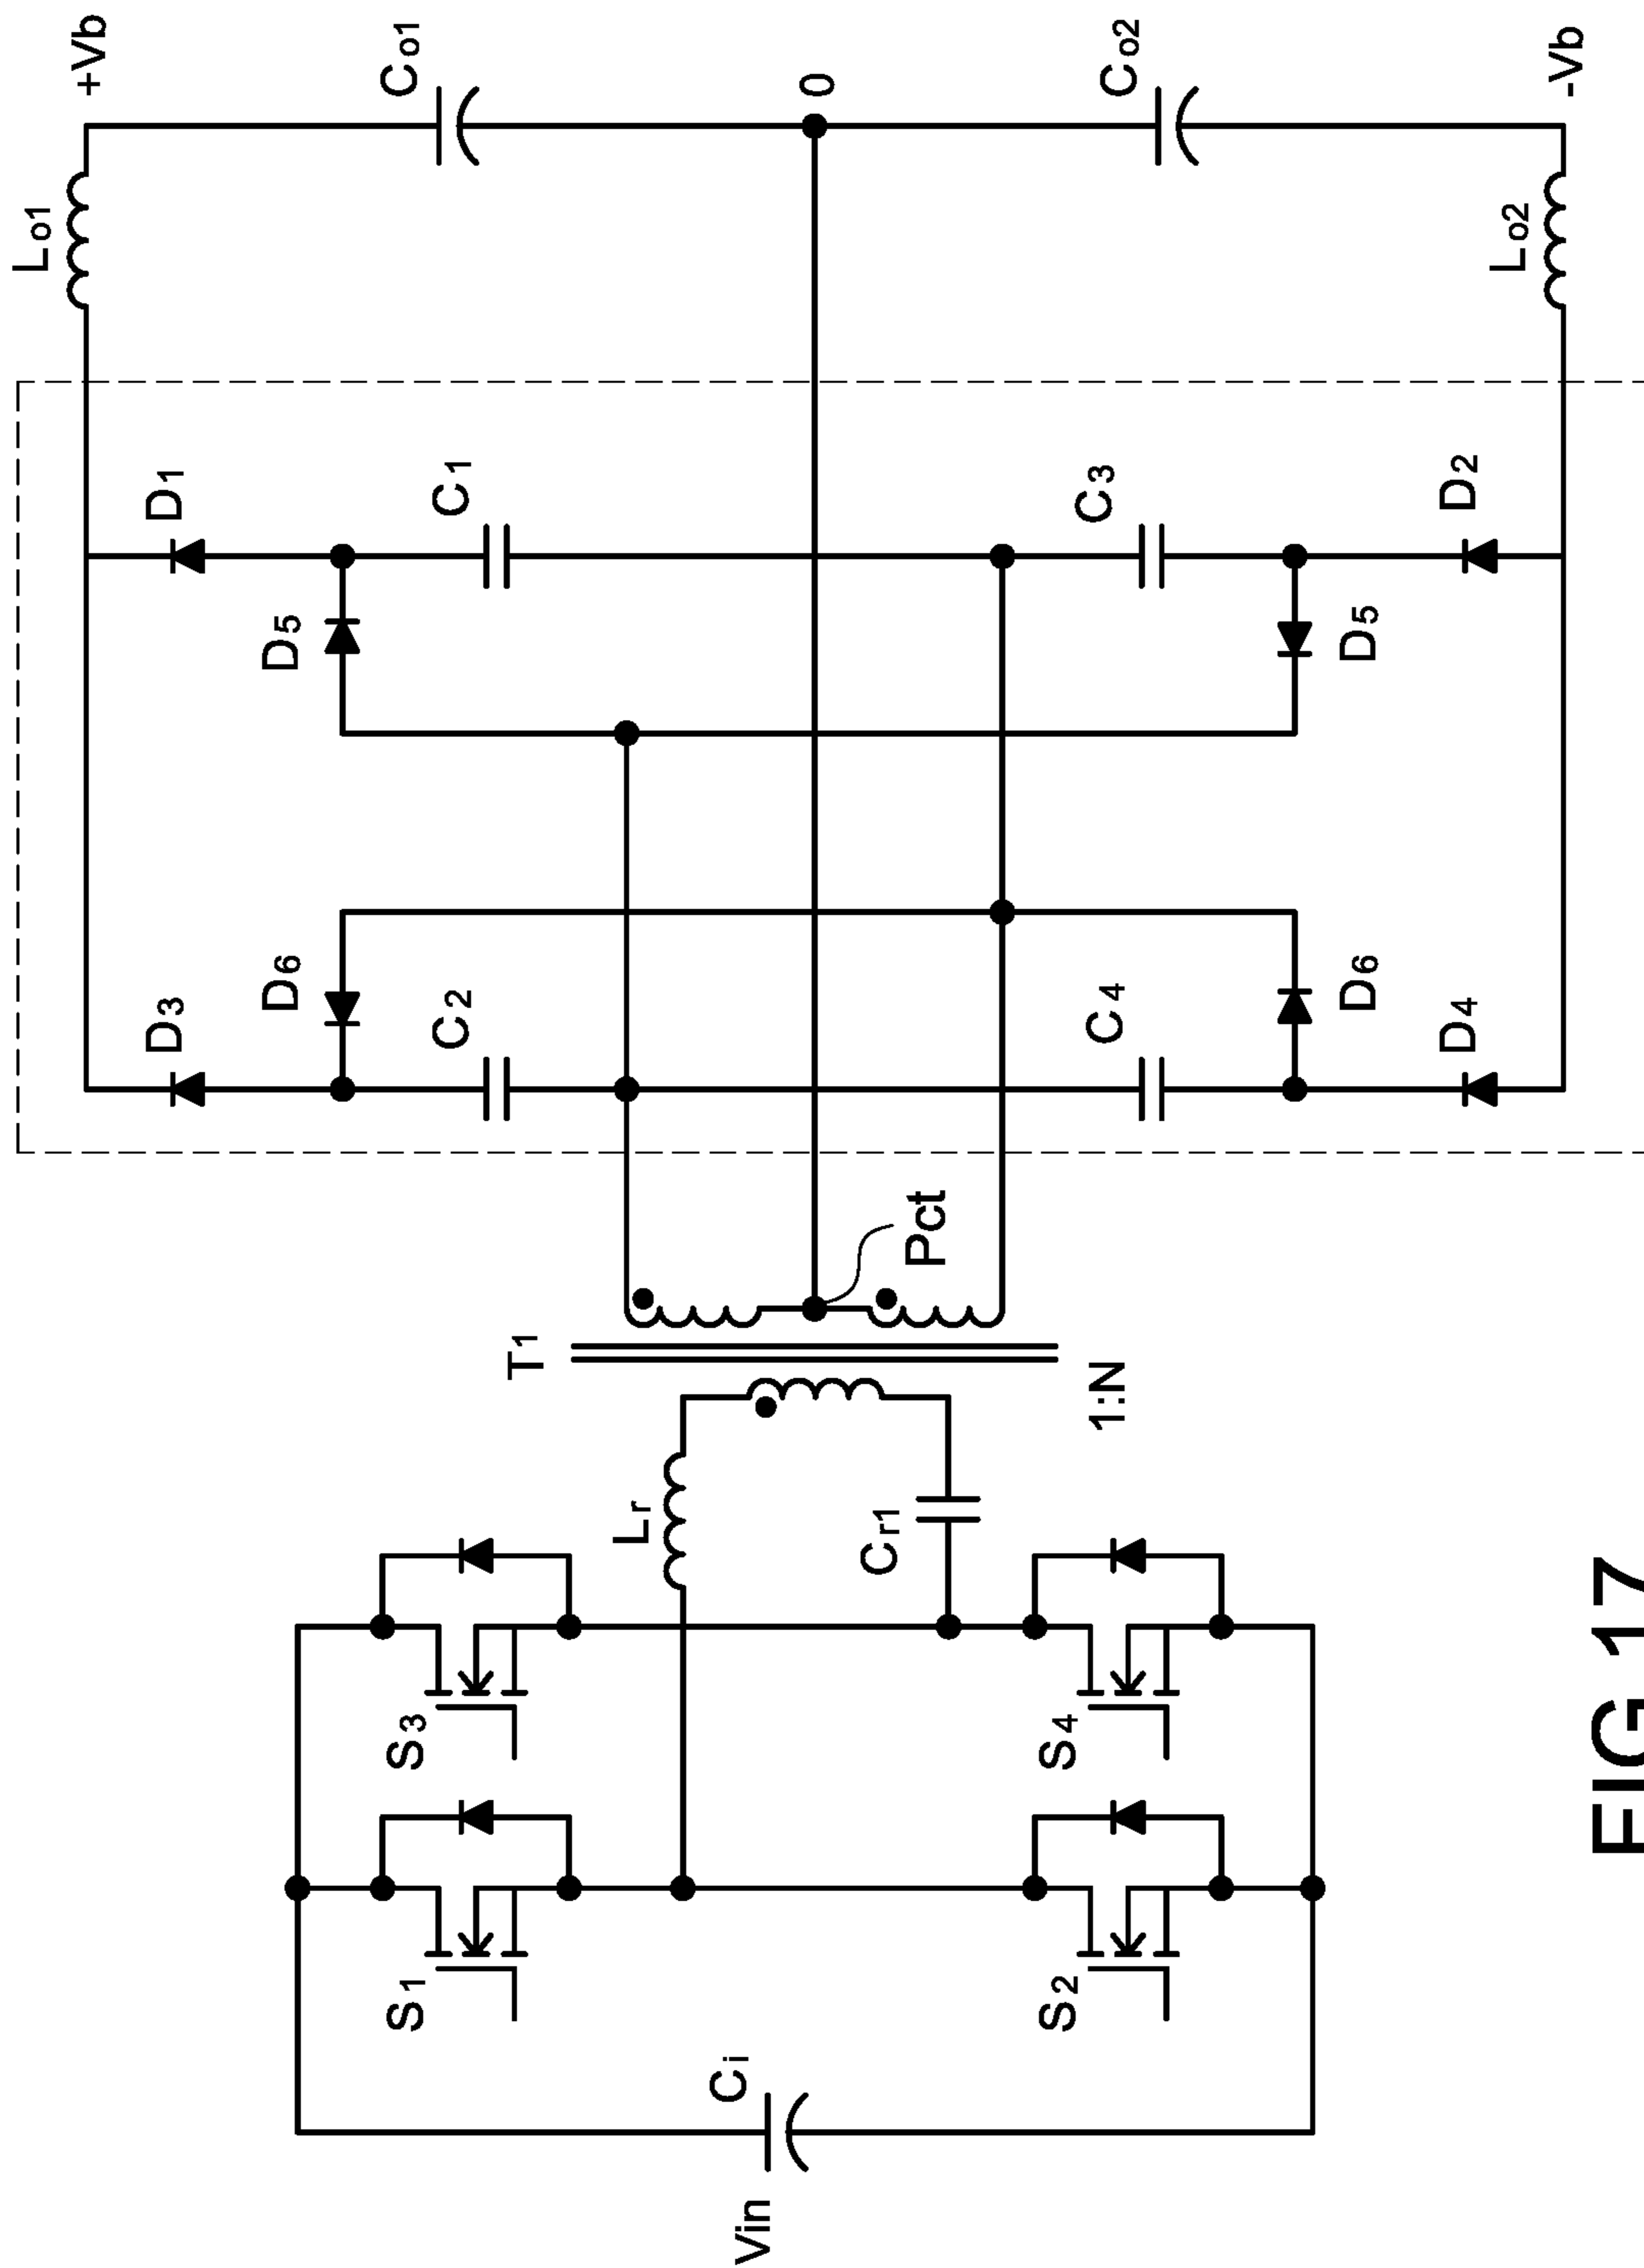 +Vb
Lo1
Co1
D1
D3
D5
D6
C1
C2
Vin
Ci
S1
S3
Lr
T1
0
Pct
Cr1
1:N
S2
S4
C4
C3
Co2
D6
D5
D4
D2
Lo2
-Vb
FIG 17